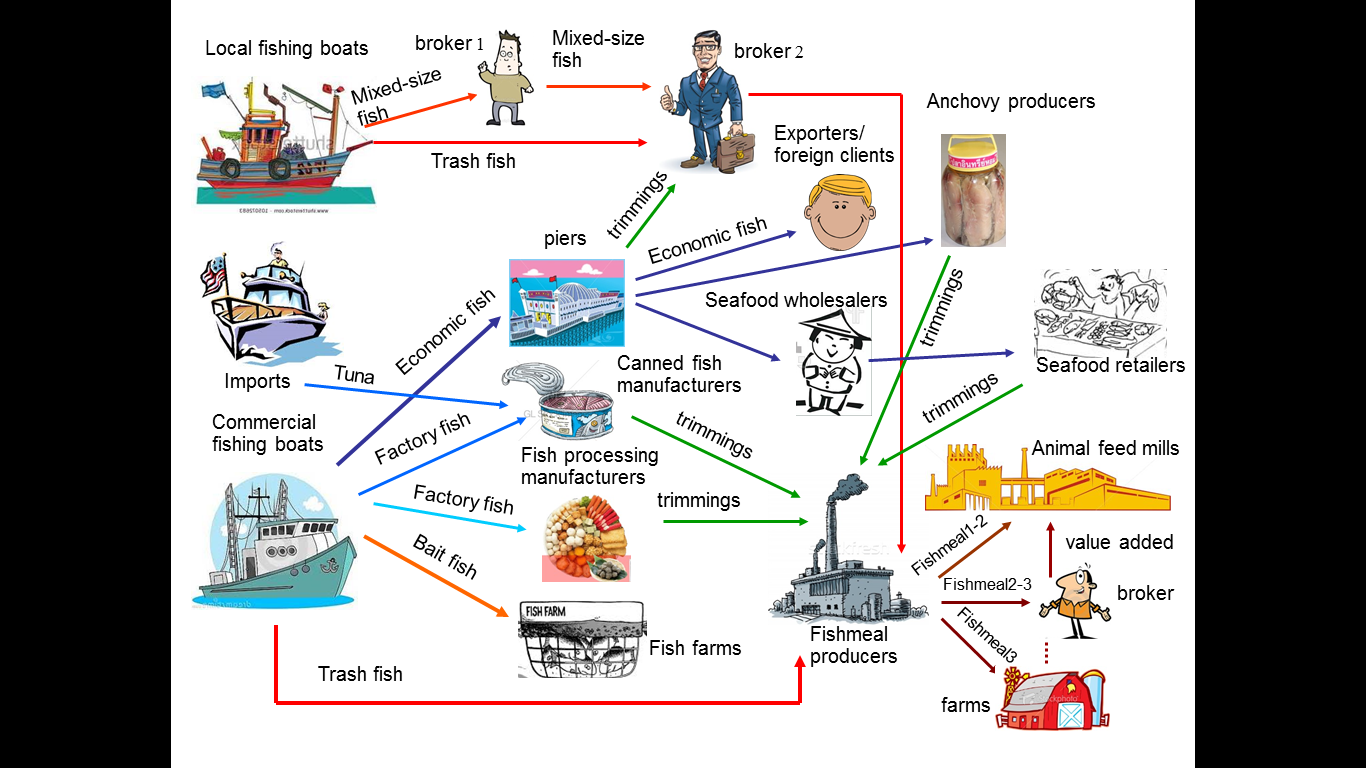 Local fishing boats
broker 1
Mixed-size
fish
broker 2
Mixed-size
fish
Trash fish
Anchovy producers
Exporters/
foreign clients
trimmings
Economic fish
piers
Seafood wholesalers
trimmings
Economic fish
Imports
Tuna
Canned fish
manufacturers
Seafood retailers
trimmings
Commercial
fishing boats
Factory fish
trimmings
Fish processing
manufacturers
Animal feed mills
Factory fish
trimmings
Bait fish
Fishmeal1-2
value added
Fishmeal2-3
broker
FISH FARM
Fish farms
Fishmeal
producers
Fishmeal3
Trash fish
farms